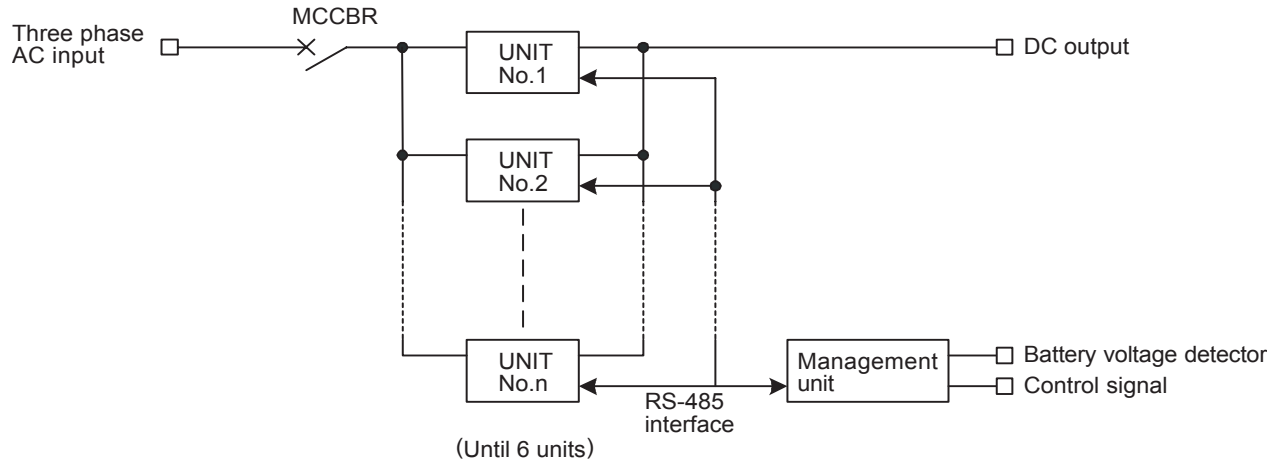 MCCBR
Three phase
AC input
UNIT
No.1
DC output
UNIT
No.2
UNIT
No.n
Management
unit
Battery voltage detector
Control signal
RS-485
interface
(Until 6 units)